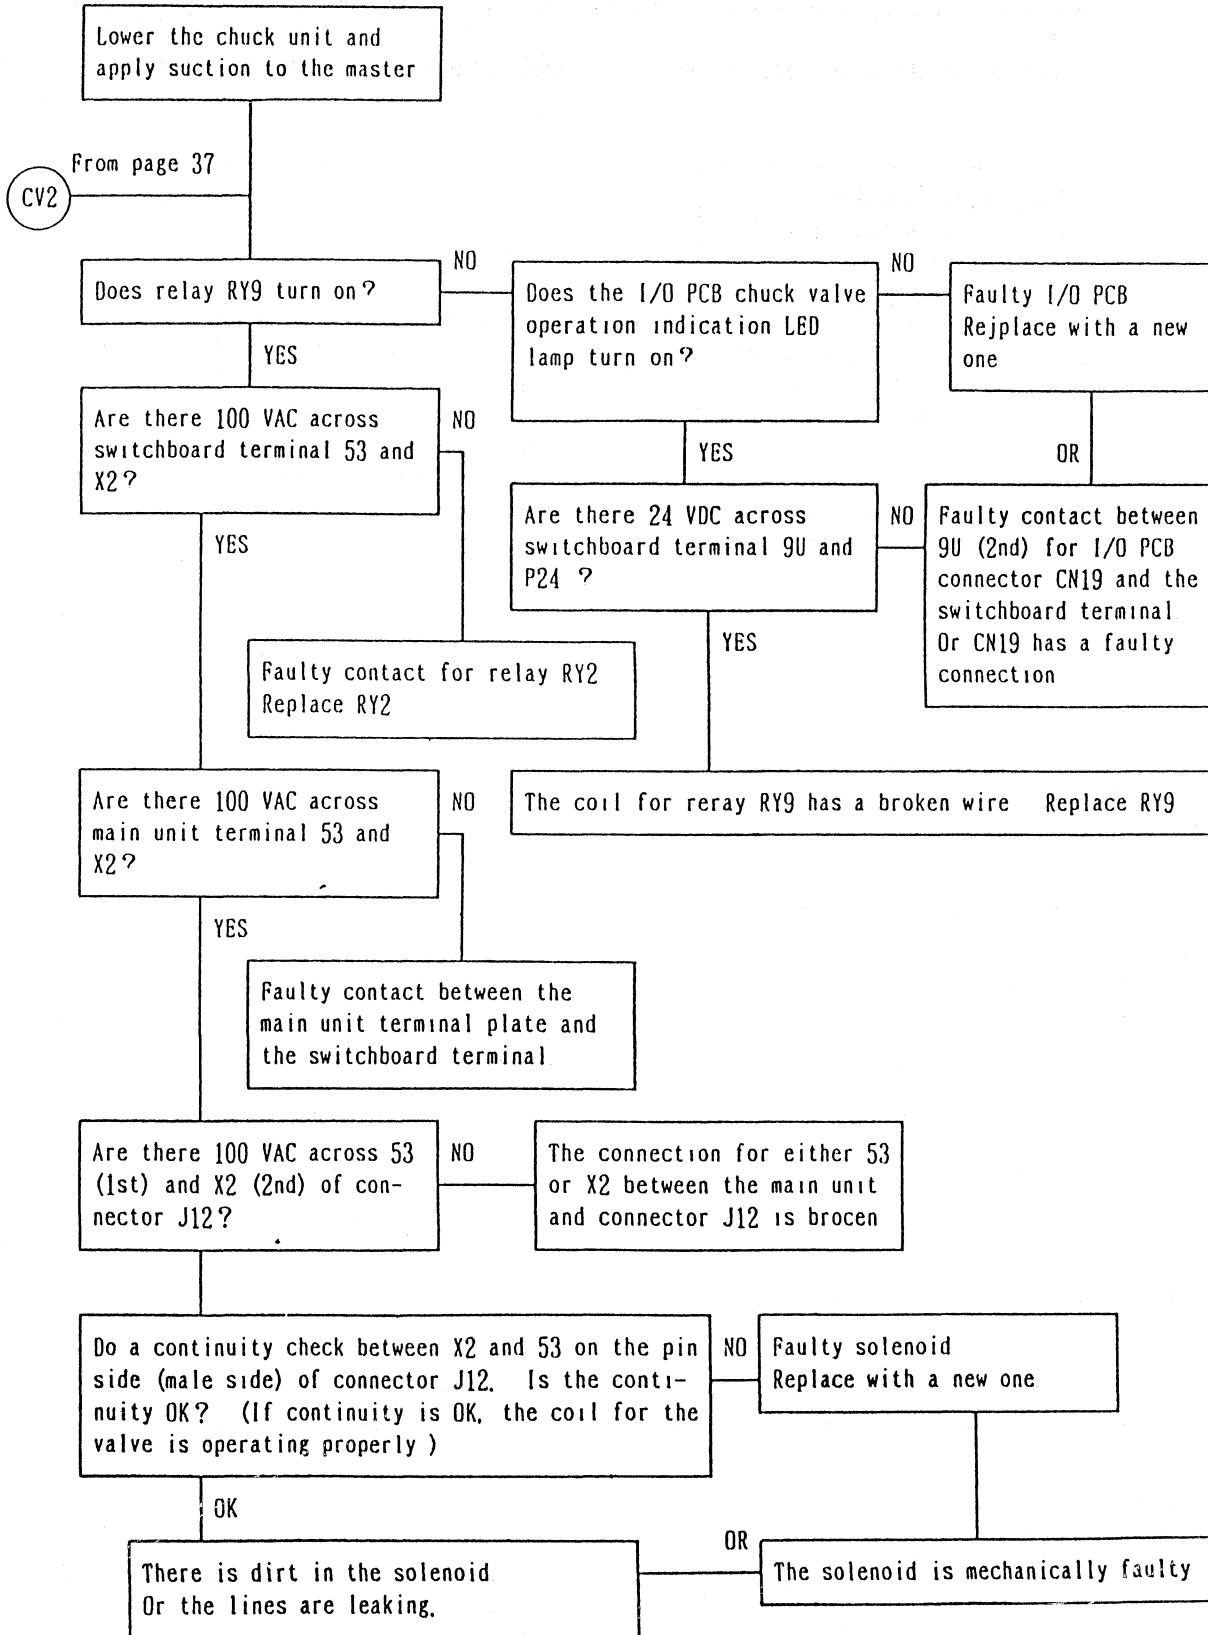 Lower the chuck unit and
apply suction to the master
From page 37
CV2
Does relay RY9 turn on?
NO
Does the I/O PCB chuck valve
operation indication LED
lamp turn on?
NO
Faulty I/O PCB
Rejplace with a new
one
YES
Are there 100 VAC across
switchboard terminal 53 and
X2?
NO
YES
OR
Are there 24 VDC across
switchboard terminal 9U and
P24 ?
NO
Faulty contact between
9U (2nd) for I/O PCB
connector CN19 and the
switchboard terminal
Or CN19 has a faulty
connection
YES
Faulty contact for relay RY2
Replace RY2
YES
Are there 100 VAC across
main unit terminal 53 and
X2?
NO
The coil for reray RY9 has a broken wire Replace RY9
YES
Faulty contact between the
main unit terminal plate and
the switchboard terminal
Are there 100 VAC across 53
(1st) and X2 (2nd) of con-
nector J12?
NO
The connection for either 53
or X2 between the main unit
and connector J12 is brocen
Do a continuity check between X2 and 53 on the pin
side (male side) of connector J12. Is the conti-
nuity OK? (If continuity is OK, the coil for the
valve is operating properly )
NO
Faulty solenoid
Replace with a new one
OK
There is dirt in the solenoid
Or the lines are leaking.
OR
The solenoid is mechanically faulty